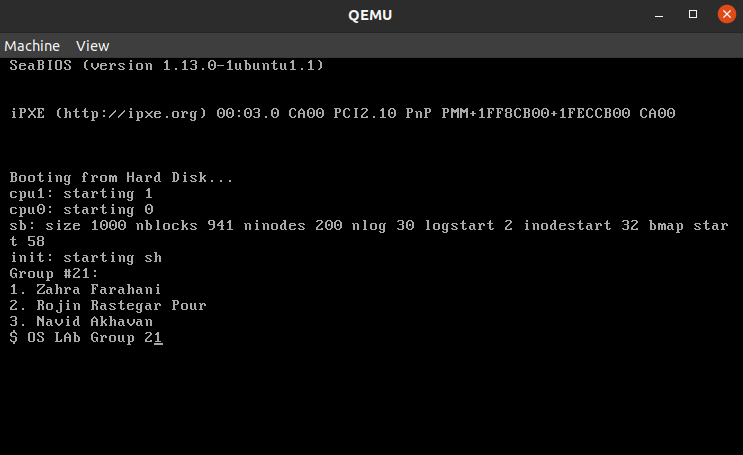 QEMU
Machine View
SeaBIOS (version 1.13.0-1ubuntu1.1)
iPXE (http://ipxe.org) 00:03.0 CA00 PCI2.10 PnP PMM+1FF8CB00+1FECCB00 CA00
Booting from Hard Disk...
cpu1: starting 1
cpu0: starting 0
sb: size 1000 nblocks 941 ninodes 200 nlog 30 logstart 2 inodestart 32 bmap star
t 58
init: starting sh
Group #21:
1. Zahra Farahani
2. Rojin Rastegar Pour
3. Navid Akhavan
$ OS LAb Group 21